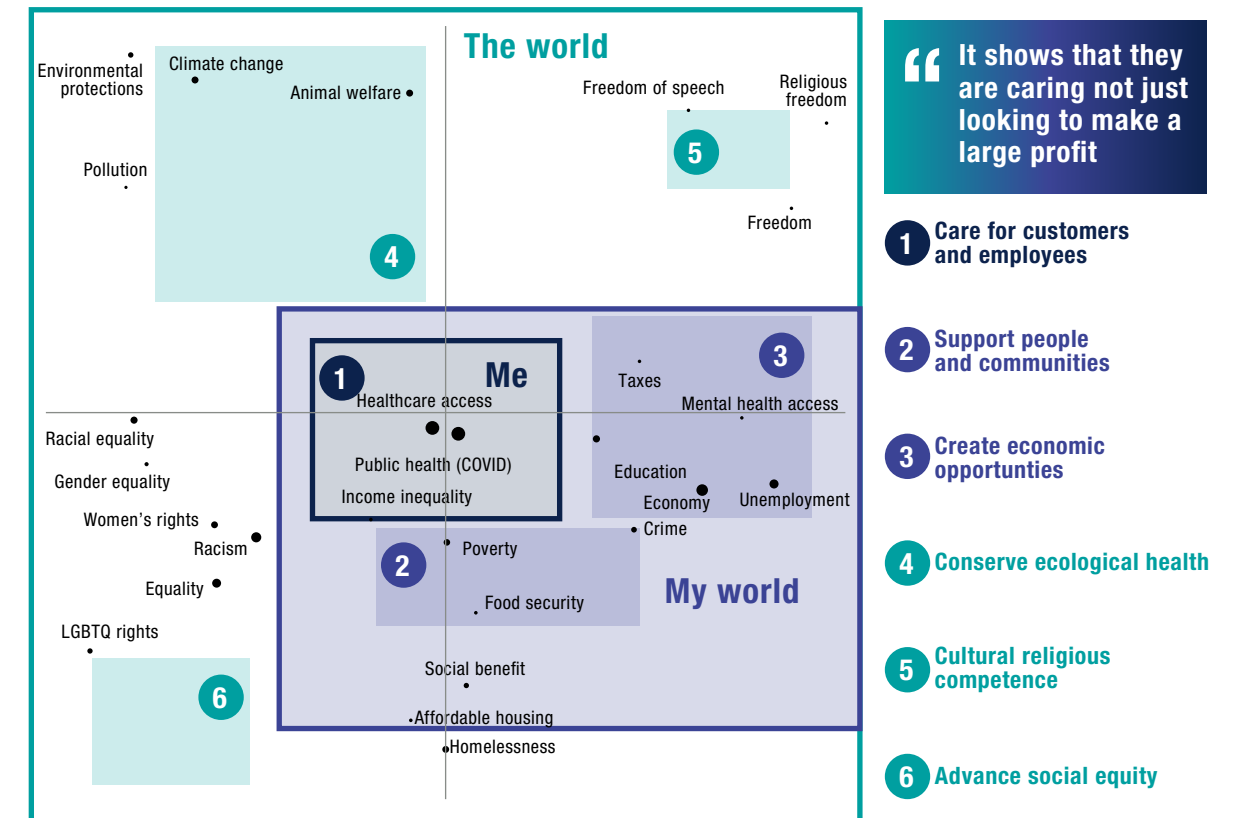 The world
Environmental
protections
Climate change
Animal welfare
Pollution
Freedom of speech
Religious
freedom
5
Freedom
4
1
Me
Healthcare access
Public health (COVID)
Income inequality
3
Taxes
Mental health access
Education
Economy
Unemployment
Crime
Racial equality
Gender equality
Women’s rights
Racism
Equality
LGBTQ rights
6
2
Poverty
Food security
My world
Social benefit
Affordable housing
Homelessness
“ It shows that they
are caring not just
looking to make a
large profit
1 Care for customers
and employees
2 Support people
and communities
3 Create economic
opportunties
4 Conserve ecological health
5 Cultural religious
competence
6 Advance social equity